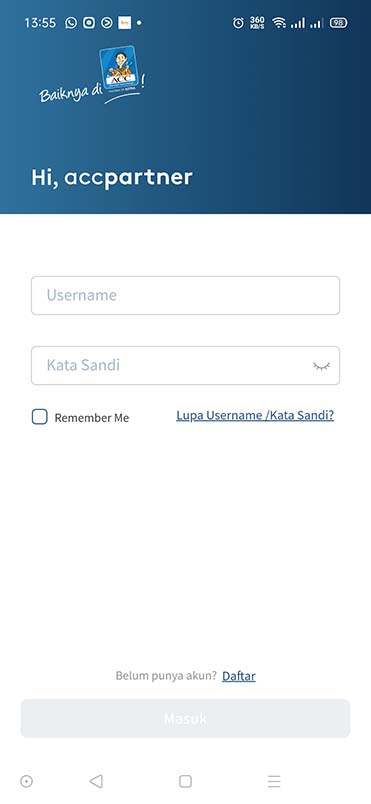 13:55
360
KB/S
98
Baiknya di
ACC
!
Hi, accpartner
Username
Kata Sandi
Remember Me
Lupa Username /Kata Sandi?
Belum punya akun? Daftar
Masuk